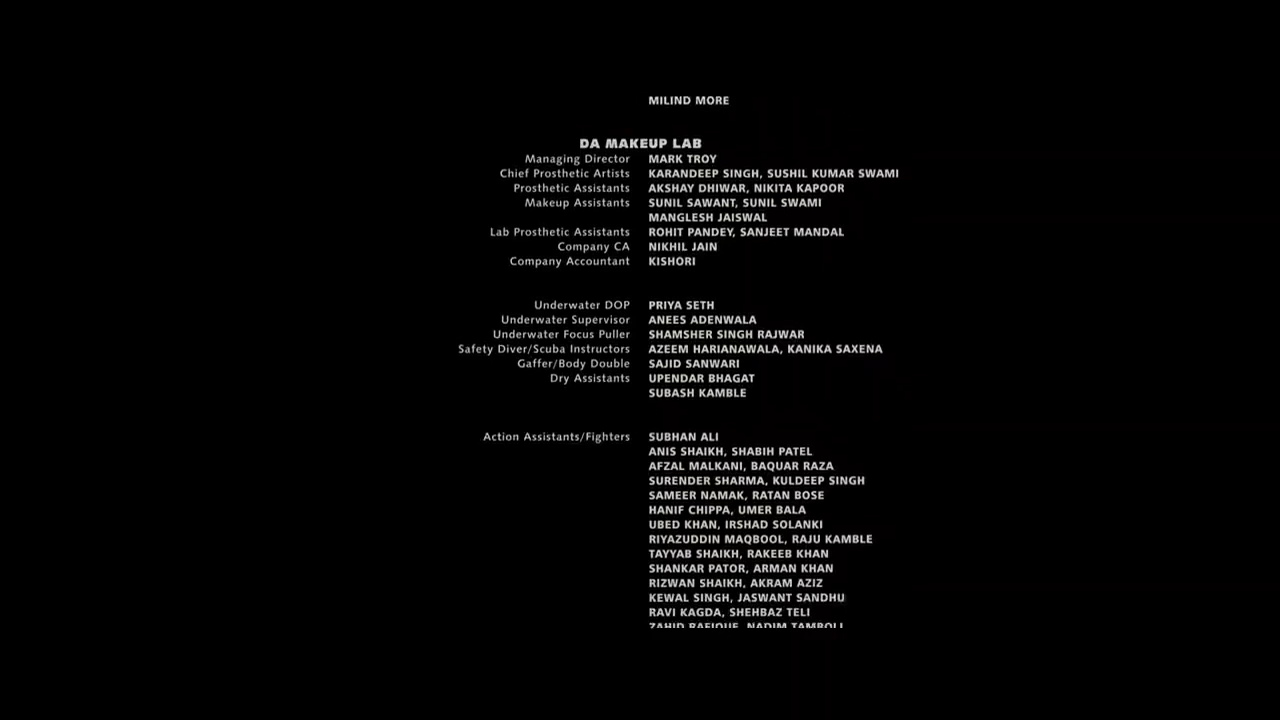 MILIND MORE
DA MAKEUP LAB
Managing Director MARK TROY
Chief Prosthetic Artists KARANDEEP SINGH, SUSHIL KUMAR SWAMI
Prosthetic Assistants AKSHAY DHIWAR, NIKITA KAPOOR
Makeup Assistants SUNIL SAWANT, SUNIL SWAMI
MANGLESH JAISWAL
Lab Prosthetic Assistants ROHIT PANDEY, SANJEET MANDAL
Company CA NIKHIL JAIN
Company Accountant KISHORI
Underwater DOP PRIYA SETH
Underwater Supervisor ANEES ADENWALA
Underwater Focus Puller SHAMSHER SINGH RAJWAR
Safety Diver/Scuba Instructors AZEEM HARIANAWALA, KANIKA SAXENA
Gaffer/Body Double SAJID SANWARI
Dry Assistants UPENDAR BHAGAT
SUBASH KAMBLE
Action Assistants/Fighters SUBHAN ALI
ANIS SHAIKH, SHABIH PATEL
AFZAL MALKANI, BAQUAR RAZA
SURENDER SHARMA, KULDEEP SINGH
SAMEER NAMAK, RATAN BOSE
HANIF CHIPPA, UMER BALA
UBED KHAN, IRSHAD SOLANKI
RIYAZUDDIN MAQBOOL, RAJU KAMBLE
TAYYAB SHAIKH, RAKEEB KHAN
SHANKAR PATOR, ARMAN KHAN
RIZWAN SHAIKH, AKRAM AZIZ
KEWAL SINGH, JASWANT SANDHU
RAVI KAGDA, SHEHBAZ TELI
ZAHID RAFIQUE, NADIM TAMBOLI